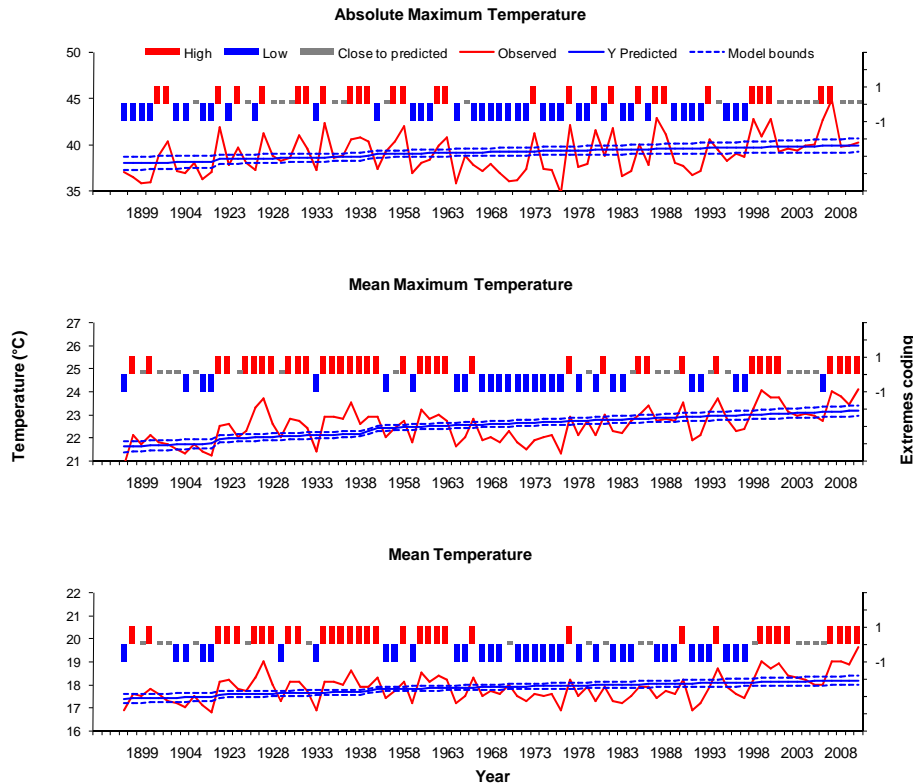 Absolute Maximum Temperature
High Low Close to predicted Observed Y Predicted Model bounds
50
45
40
35
1
-1
1899 1904 1923 1928 1933 1938 1958 1963 1968 1973 1978 1983 1988 1993 1998 2003 2008
Mean Maximum Temperature
Temperature (°C)
27
26
25
24
23
22
21
1
-1
Extremes coding
1899 1904 1923 1928 1933 1938 1958 1959 1963 1968 1973 1976 1983 1988 1993 1998 2003 2008
Mean Temperature
22
21
20
19
18
17
16
1
-1
1899 1904 1923 1928 1933 1938 1958 1959 1963 1968 1973 1976 1983 1988 1993 1998 2003 2008
Year